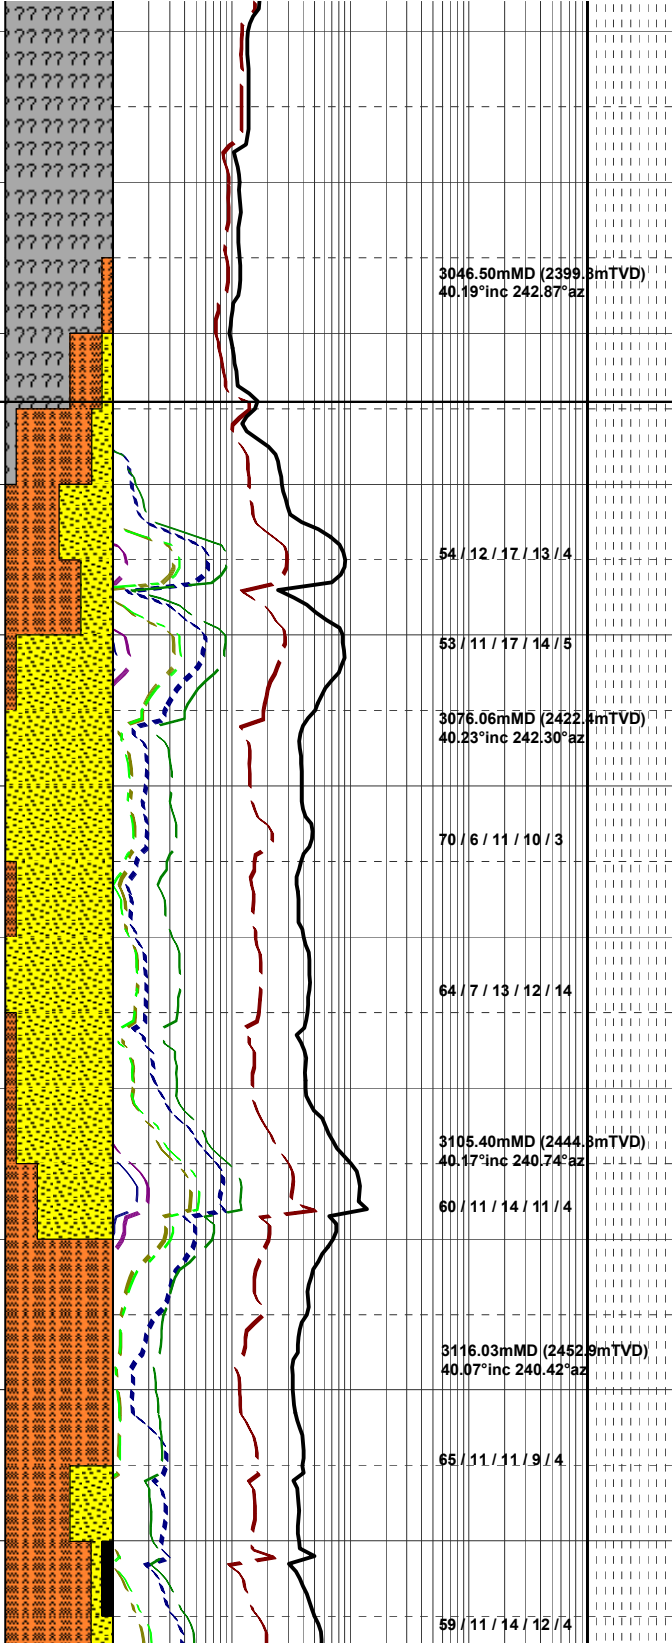 3046.50mMD (2399.3mTVD)
40.19°inc 242.87°az
54 / 12 / 17 / 13 / 4
53 / 11 / 17 / 14 / 5
3076.06mMD (2422.4mTVD)
40.23°inc 242.30°az
70 / 6 / 11 / 10 / 3
64 / 7 / 13 / 12 / 14
3105.40mMD (2444.3mTVD)
40.17°inc 240.74°az
60 / 11 / 14 / 11 / 4
3116.03mMD (2452.9mTVD)
40.07°inc 240.42°az
65 / 11 / 11 / 9 / 4
59 / 11 / 14 / 12 / 4